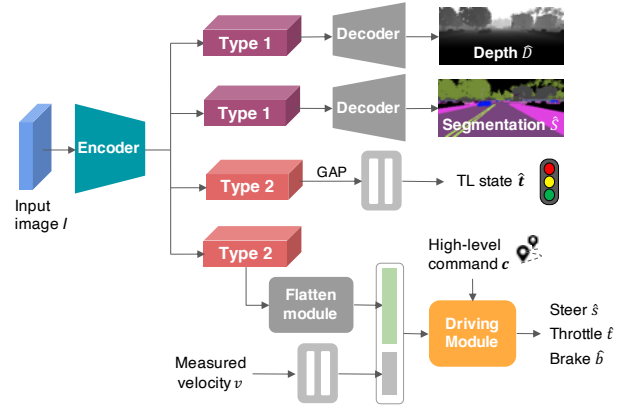 Type 1
Decoder
Depth D̂
Type 1
Decoder
Segmentation ŝ
Encoder
Type 2
GAP
TL state t̂
Input
image I
Type 2
High-level
command c
Flatten
module
Driving
Module
Steer ŝ
Throttle t̂
Brake b̂
Measured
velocity v